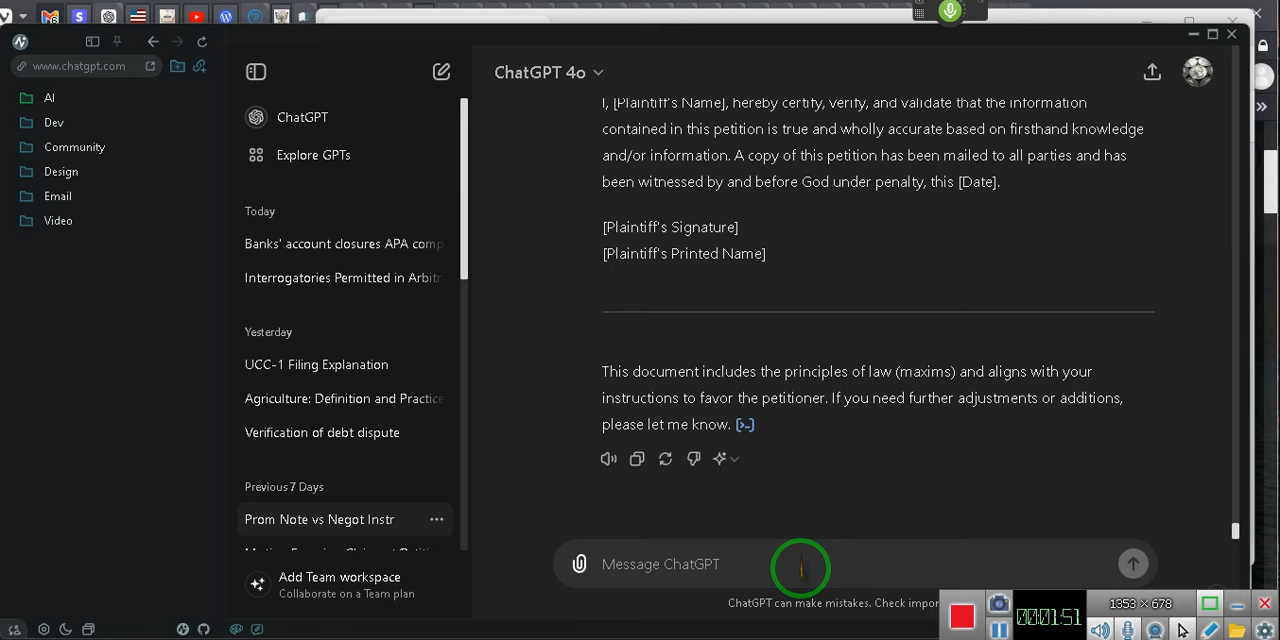 www.chatgpt.com
AI
Dev
Community
Design
Email
Video
ChatGPT
Explore GPTs
Today
Banks' account closures APA comp
Interrogatories Permitted in Arbitra
Yesterday
UCC-1 Filing Explanation
Agriculture: Definition and Practice
Verification of debt dispute
Previous 7 Days
Prom Note vs Negot Instr
Add Team workspace
Collaborate on a Team plan
ChatGPT 4o
I, [Plaintiff's Name], hereby certify, verify, and validate that the information
contained in this petition is true and wholly accurate based on firsthand knowledge
and/or information. A copy of this petition has been mailed to all parties and has
been witnessed by and before God under penalty, this [Date].
[Plaintiff's Signature]
[Plaintiff's Printed Name]
This document includes the principles of law (maxims) and aligns with your
instructions to favor the petitioner. If you need further adjustments or additions,
please let me know. [>-]
Message ChatGPT
ChatGPT can make mistakes. Check impor
00:01:51
1353 × 678